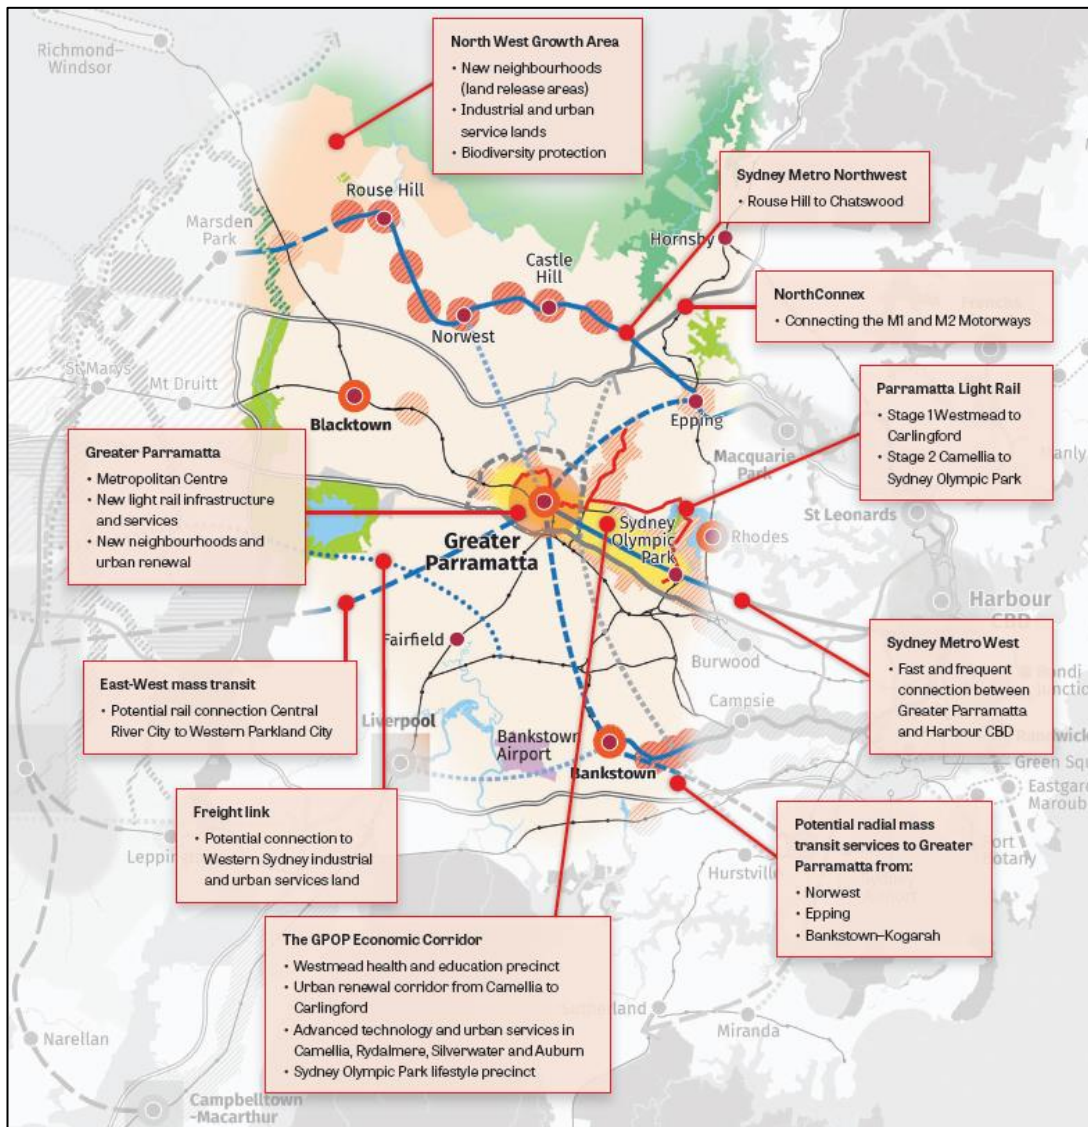 Richmond–
Windsor
North West Growth Area
• New neighbourhoods
(land release areas)
• Industrial and urban
service lands
• Biodiversity protection
Sydney Metro Northwest
• Rouse Hill to Chatswood
Rouse Hill
Marsden
Park
Hornsby
Castle
Hill
NorthConnex
• Connecting the M1 and M2 Motorways
Norwest
St Marys
Mt Druitt
Parramatta Light Rail
• Stage 1 Westmead to
Carlingford
• Stage 2 Camellia to
Sydney Olympic Park
Blacktown
Epping
Greater Parramatta
• Metropolitan Centre
• New light rail infrastructure
and services
• New neighbourhoods and
urban renewal
Macquarie
Park
Manly
St Leonards
Sydney
Olympic
Park
Rhodes
Greater
Parramatta
Harbour
CBD
Fairfield
Burwood
Sydney Metro West
• Fast and frequent
connection between
Greater Parramatta
and Harbour CBD
East-West mass transit
• Potential rail connection Central
River City to Western Parkland City
Campsie
Liverpool
Bankstown
Airport
Bankstown
Green Squ
Eastgar
Maroub
Freight link
• Potential connection to
Western Sydney industrial
and urban services land
Potential radial mass
transit services to Greater
Parramatta from:
• Norwest
• Epping
• Bankstown–Kogarah
Leppin
Hurstville
Botany
The GPOP Economic Corridor
• Westmead health and education precinct
• Urban renewal corridor from Camellia to
Carlingford
• Advanced technology and urban services in
Camellia, Rydalmere, Silverwater and Auburn
• Sydney Olympic Park lifestyle precinct
Miranda
Narellan
Campbelltown
-Macarthur